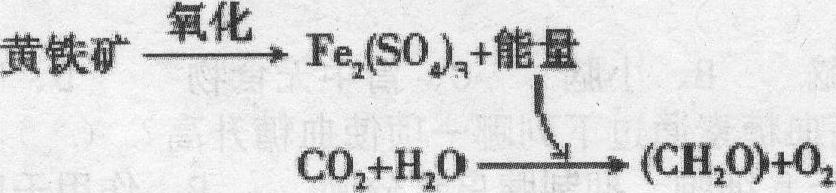 氧化
黄铁矿 → Fe₂(SO₄)₃+能量
CO₂+H₂O → (CH₂O)+O₂